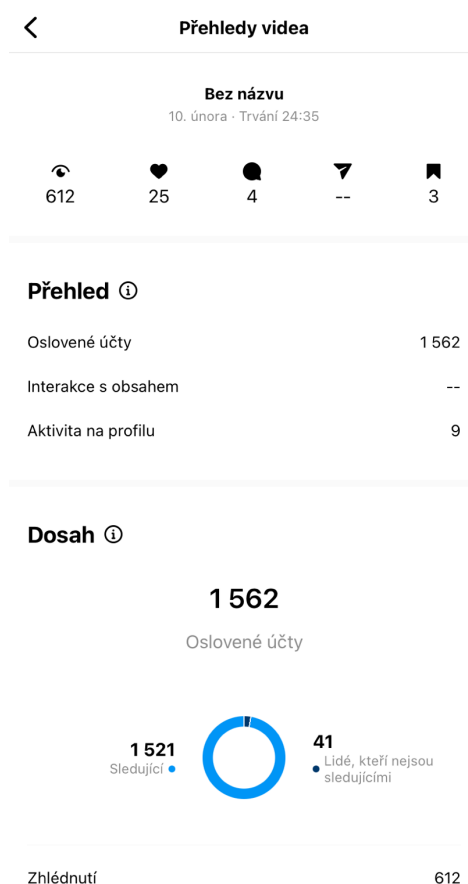 Přehledy videa
Bez názvu
10. února · Trvání 24:35
612 25 4 -- 3
Přehled
Oslovené účty 1 562
Interakce s obsahem --
Aktivita na profilu 9
Dosah
1 562
Oslovené účty
1 521
Sledující
41
Lidé, kteří nejsou
sledujícími
Zhlédnutí 612